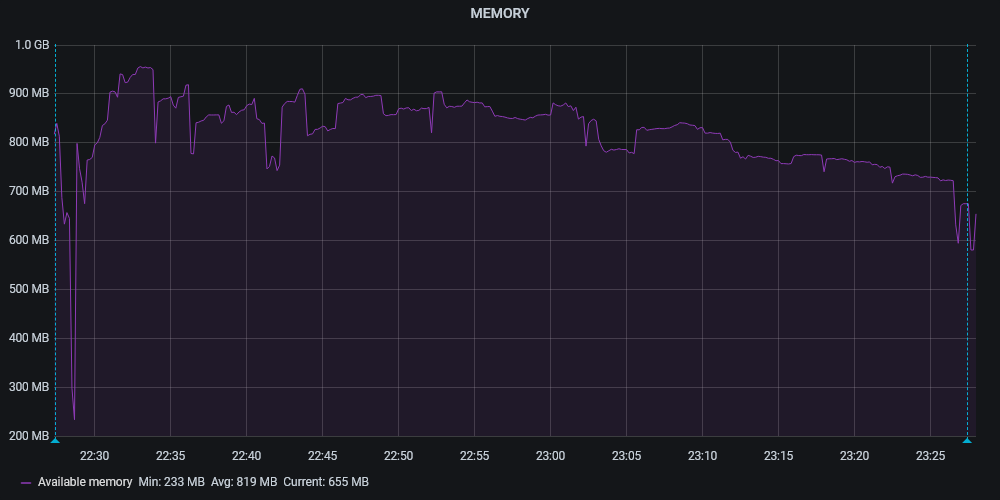 MEMORY
1.0 GB
900 MB
800 MB
700 MB
600 MB
500 MB
400 MB
300 MB
200 MB
22:30 22:35 22:40 22:45 22:50 22:55 23:00 23:05 23:10 23:15 23:20 23:25
Available memory Min: 233 MB Avg: 819 MB Current: 655 MB